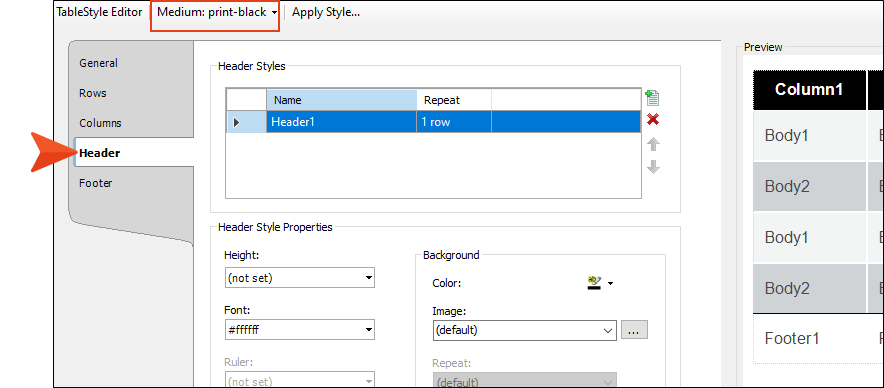 TableStyle Editor Medium: print-black Apply Style...
General
Rows
Columns
Header
Footer
Header Styles
Name Repeat
Header1 1 row
Header Style Properties
Height:
(not set)
Font:
#ffffff
Ruler:
(not set)
Background
Color:
Image:
(default)
...
Repeat:
(default)
Preview
Column1
Body1
Body2
Body1
Body2
Footer1